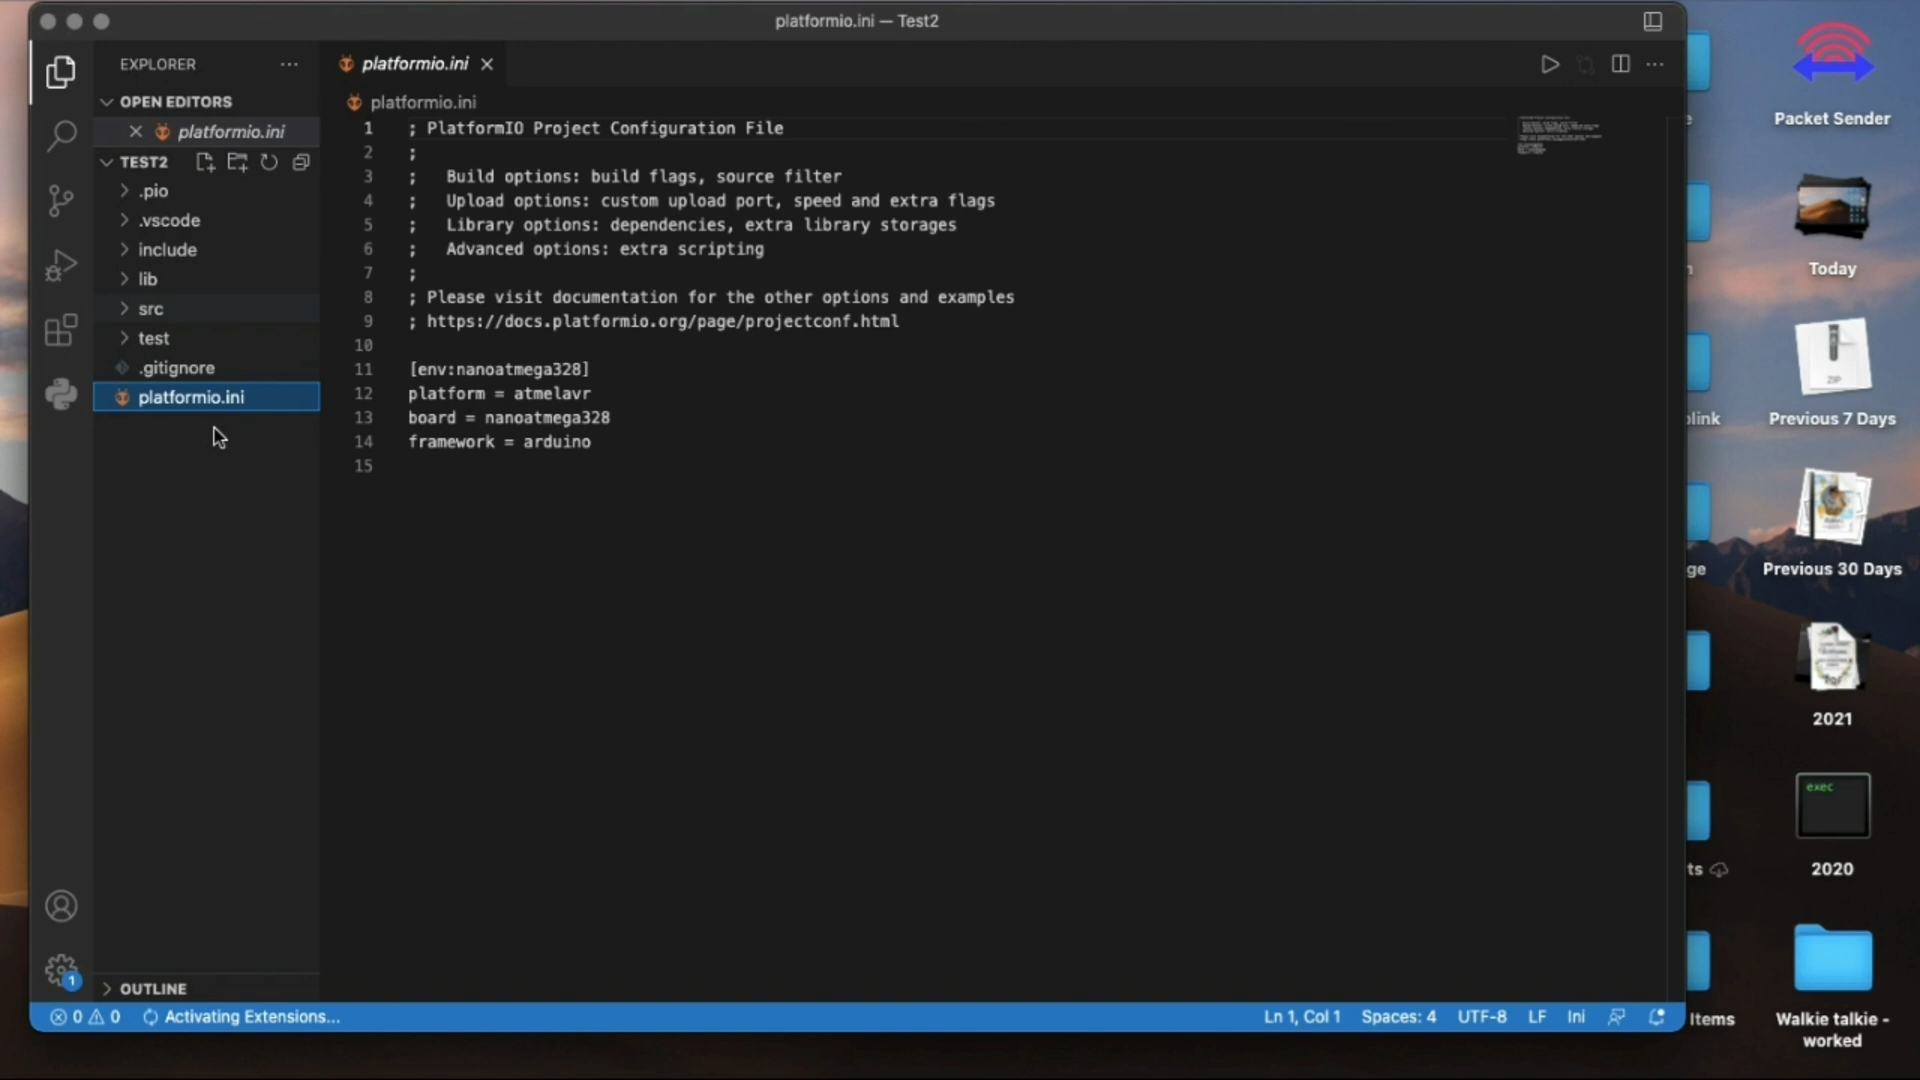 platformio.ini — Test2
EXPLORER
OPEN EDITORS
platformio.ini
TEST2
.pio
.vscode
include
lib
src
test
.gitignore
platformio.ini
OUTLINE
platformio.ini
platformio.ini
1 ; PlatformIO Project Configuration File
2 ;
3 ;   Build options: build flags, source filter
4 ;   Upload options: custom upload port, speed and extra flags
5 ;   Library options: dependencies, extra library storages
6 ;   Advanced options: extra scripting
7 ;
8 ; Please visit documentation for the other options and examples
9 ; https://docs.platformio.org/page/projectconf.html
10
11 [env:nanoatmega328]
12 platform = atmelavr
13 board = nanoatmega328
14 framework = arduino
15
1
0 0 Activating Extensions... Ln 1, Col 1 Spaces: 4 UTF-8 LF Ini
Packet Sender
Today
ZIP
Previous 7 Days
Previous 30 Days
2021
exec
2020
Items
Walkie talkie -
worked